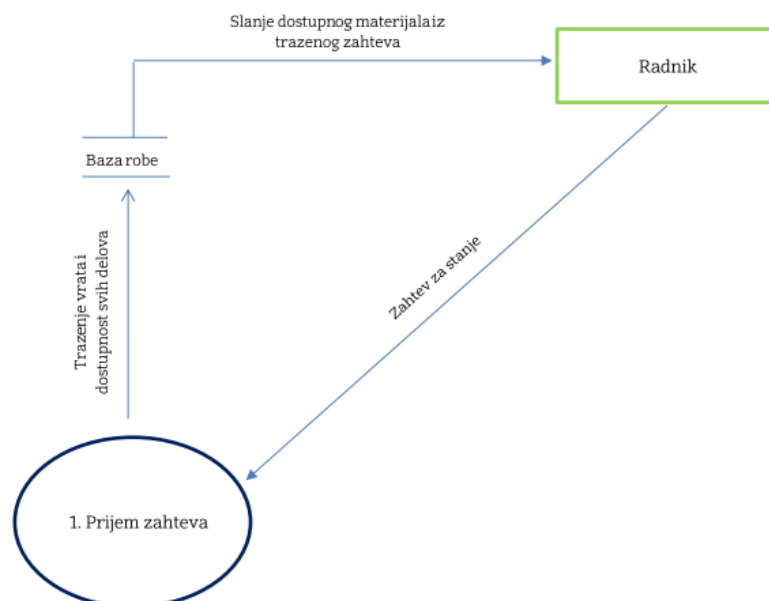 Slanje dostupnog materijala iz
trazenog zahteva
Radnik
Baza robe
Trazenje vrata i
dostupnost svih delova
Zahtev za stanje
1. Prijem zahteva